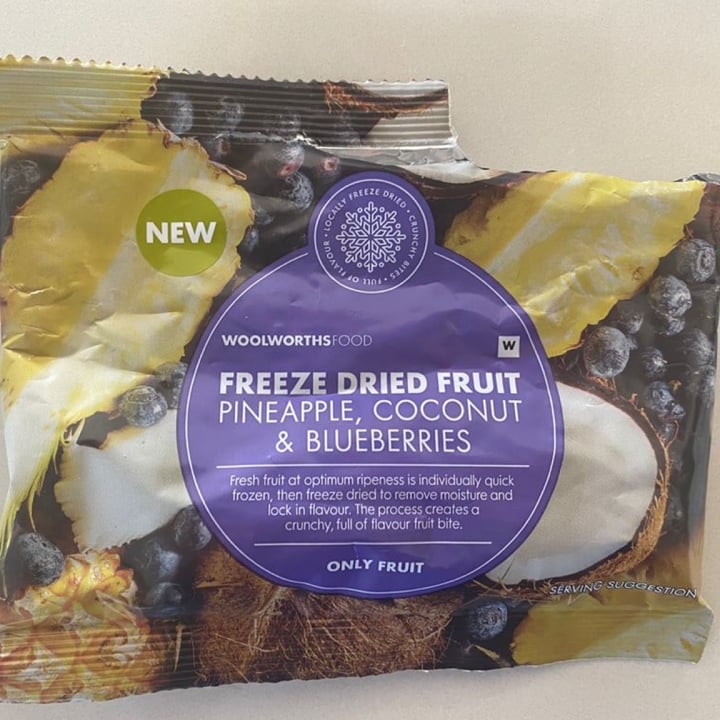 NEW
LOCALLY FREEZE DRIED • CRUNCHY BITES • FULL OF FLAVOUR •
WOOLWORTHSFOOD
W
FREEZE DRIED FRUIT
PINEAPPLE, COCONUT
& BLUEBERRIES
Fresh fruit at optimum ripeness is individually quick
frozen, then freeze dried to remove moisture and
lock in flavour. The process creates a
crunchy, full of flavour fruit bite.
ONLY FRUIT
SERVING SUGGESTION